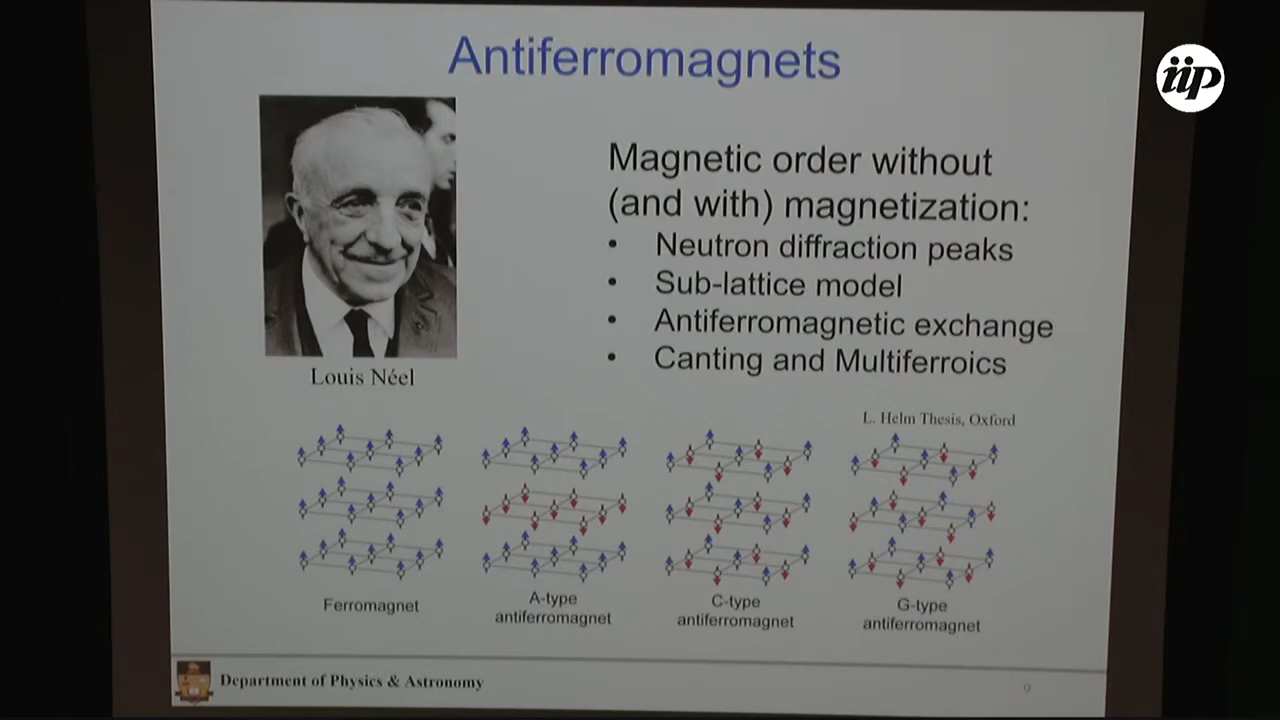 Antiferromagnets
iip
Magnetic order without
(and with) magnetization:
• Neutron diffraction peaks
• Sub-lattice model
• Antiferromagnetic exchange
• Canting and Multiferroics
Louis Néel
L. Helm Thesis, Oxford
Ferromagnet
A-type
antiferromagnet
C-type
antiferromagnet
G-type
antiferromagnet
Department of Physics & Astronomy
9